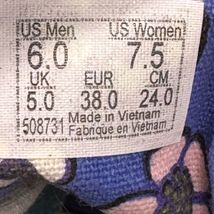 US Men US Women
6.0 7.5
UK EUR CM
5.0 38.0 24.0
508731 Made in Vietnam
Fabriqué en Vietnam